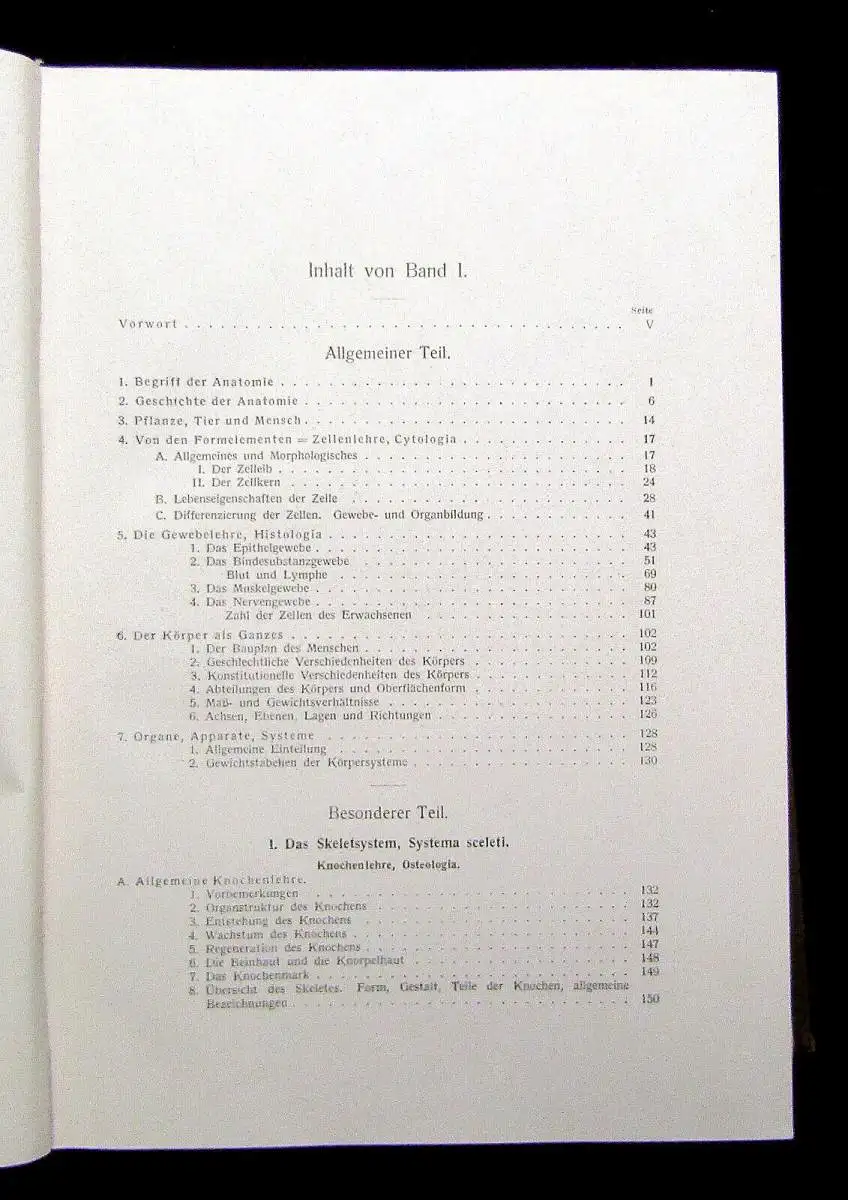 Inhalt von Band I.
Seite
Vorwort . . . . . . . . . . . . . . . . . . . . . . . . . . . . . V
Allgemeiner Teil.
1. Begriff der Anatomie . . . . . . . . . . . . . . . . . . . . . . . 1
2. Geschichte der Anatomie . . . . . . . . . . . . . . . . . . . . . . 6
3. Pflanze, Tier und Mensch . . . . . . . . . . . . . . . . . . . . . . 14
4. Von den Formelementen = Zellenlehre, Cytologia . . . . . . . . . . . 17
A. Allgemeines und Morphologisches . . . . . . . . . . . . . . . . . . 17
I. Der Zelleib . . . . . . . . . . . . . . . . . . . . . . . 18
II. Der Zellkern . . . . . . . . . . . . . . . . . . . . . . . 24
B. Lebenseigenschaften der Zelle . . . . . . . . . . . . . . . . . . . 28
C. Differenzierung der Zellen. Gewebe- und Organbildung . . . . . . . . . . 41
5. Die Gewebelehre, Histologia . . . . . . . . . . . . . . . . . . . . 43
1. Das Epithelgewebe . . . . . . . . . . . . . . . . . . . . . 43
2. Das Bindesubstanzgewebe . . . . . . . . . . . . . . . . . . 51
Blut und Lymphe . . . . . . . . . . . . . . . . . . . 69
3. Das Muskelgewebe . . . . . . . . . . . . . . . . . . . . . 80
4. Das Nervengewebe . . . . . . . . . . . . . . . . . . . . . 87
Zahl der Zellen des Erwachsenen . . . . . . . . . . . . . 101
6. Der Körper als Ganzes . . . . . . . . . . . . . . . . . . . . . . 102
1. Der Bauplan des Menschen . . . . . . . . . . . . . . . . . . 102
2. Geschlechtliche Verschiedenheiten des Körpers . . . . . . . . . . 109
3. Konstitutionelle Verschiedenheiten des Körpers . . . . . . . . . . 112
4. Abteilungen des Körpers und Oberflächenform . . . . . . . . . . 116
5. Maß- und Gewichtsverhältnisse . . . . . . . . . . . . . . . . 123
6. Achsen, Ebenen, Lagen und Richtungen . . . . . . . . . . . . . 126
7. Organe, Apparate, Systeme . . . . . . . . . . . . . . . . . . . . 128
1. Allgemeine Einteilung . . . . . . . . . . . . . . . . . . . 128
2. Gewichtstabellen der Körpersysteme . . . . . . . . . . . . . . 130
Besonderer Teil.
I. Das Skeletsystem, Systema sceleti.
Knochenlehre, Osteologia.
A. Allgemeine Knochenlehre.
1. Vorbemerkungen . . . . . . . . . . . . . . . . . . . . . 132
2. Organstruktur des Knochens . . . . . . . . . . . . . . . . . 132
3. Entstehung des Knochens . . . . . . . . . . . . . . . . . . 137
4. Wachstum des Knochens . . . . . . . . . . . . . . . . . . . 144
5. Regeneration des Knochens . . . . . . . . . . . . . . . . . . 147
6. Die Beinhaut und die Knorpelhaut . . . . . . . . . . . . . . . 148
7. Das Knochenmark . . . . . . . . . . . . . . . . . . . . . 149
8. Übersicht des Skeletes. Form, Gestalt, Teile der Knochen, allgemeine
Bezeichnungen . . . . . . . . . . . . . . . . . . . . . . 150